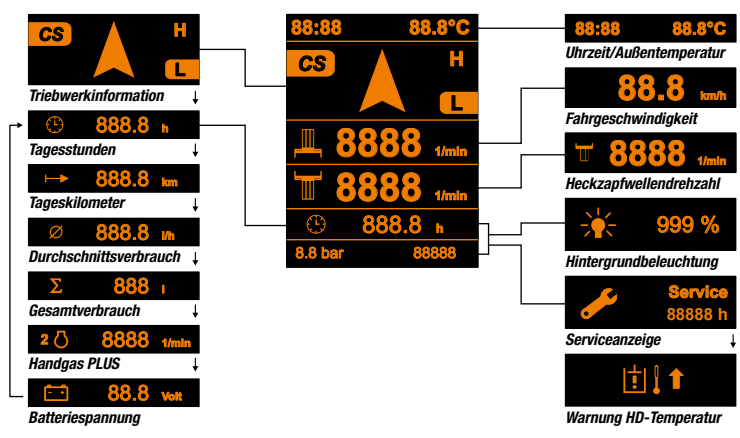 CS
H
L
Triebwerkinformation
888.8 h
Tagesstunden
888.8 km
Tageskilometer
Ø 888.8 l/h
Durchschnittsverbrauch
Σ 888 l
Gesamtverbrauch
2 8888 1/min
Handgas PLUS
88.8 Volt
Batteriespannung
88:88 88.8°C
CS
H
L
8888 1/min
8888 1/min
888.8 h
8.8 bar 88888
88:88 88.8°C
Uhrzeit/Außentemperatur
88.8 km/h
Fahrgeschwindigkeit
8888 1/min
Heckzapfwellendrehzahl
999 %
Hintergrundbeleuchtung
Service
88888 h
Serviceanzeige
Warnung HD-Temperatur